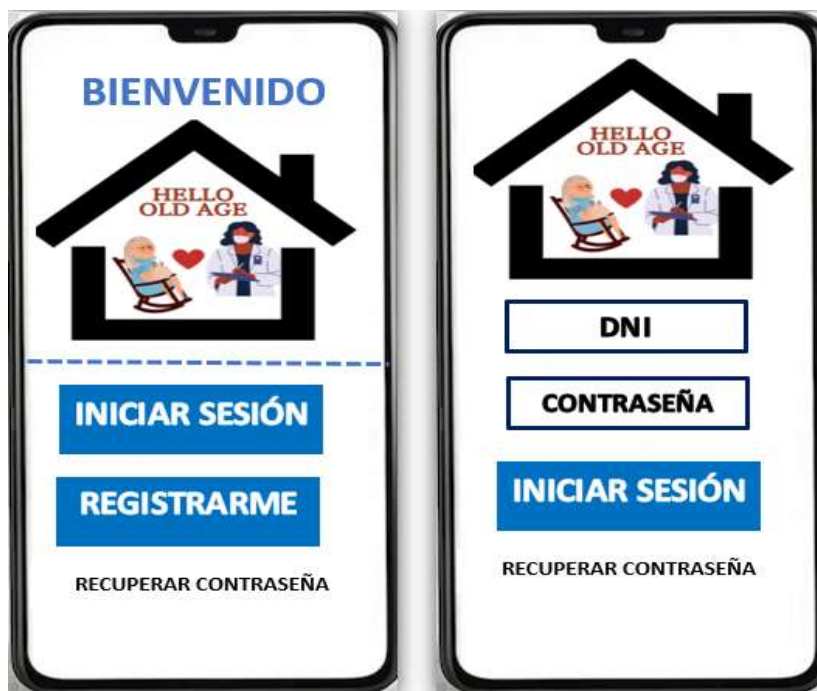 BIENVENIDO
HELLO
OLD AGE
INICIAR SESIÓN
REGISTRARME
RECUPERAR CONTRASEÑA
HELLO
OLD AGE
DNI
CONTRASEÑA
INICIAR SESIÓN
RECUPERAR CONTRASEÑA